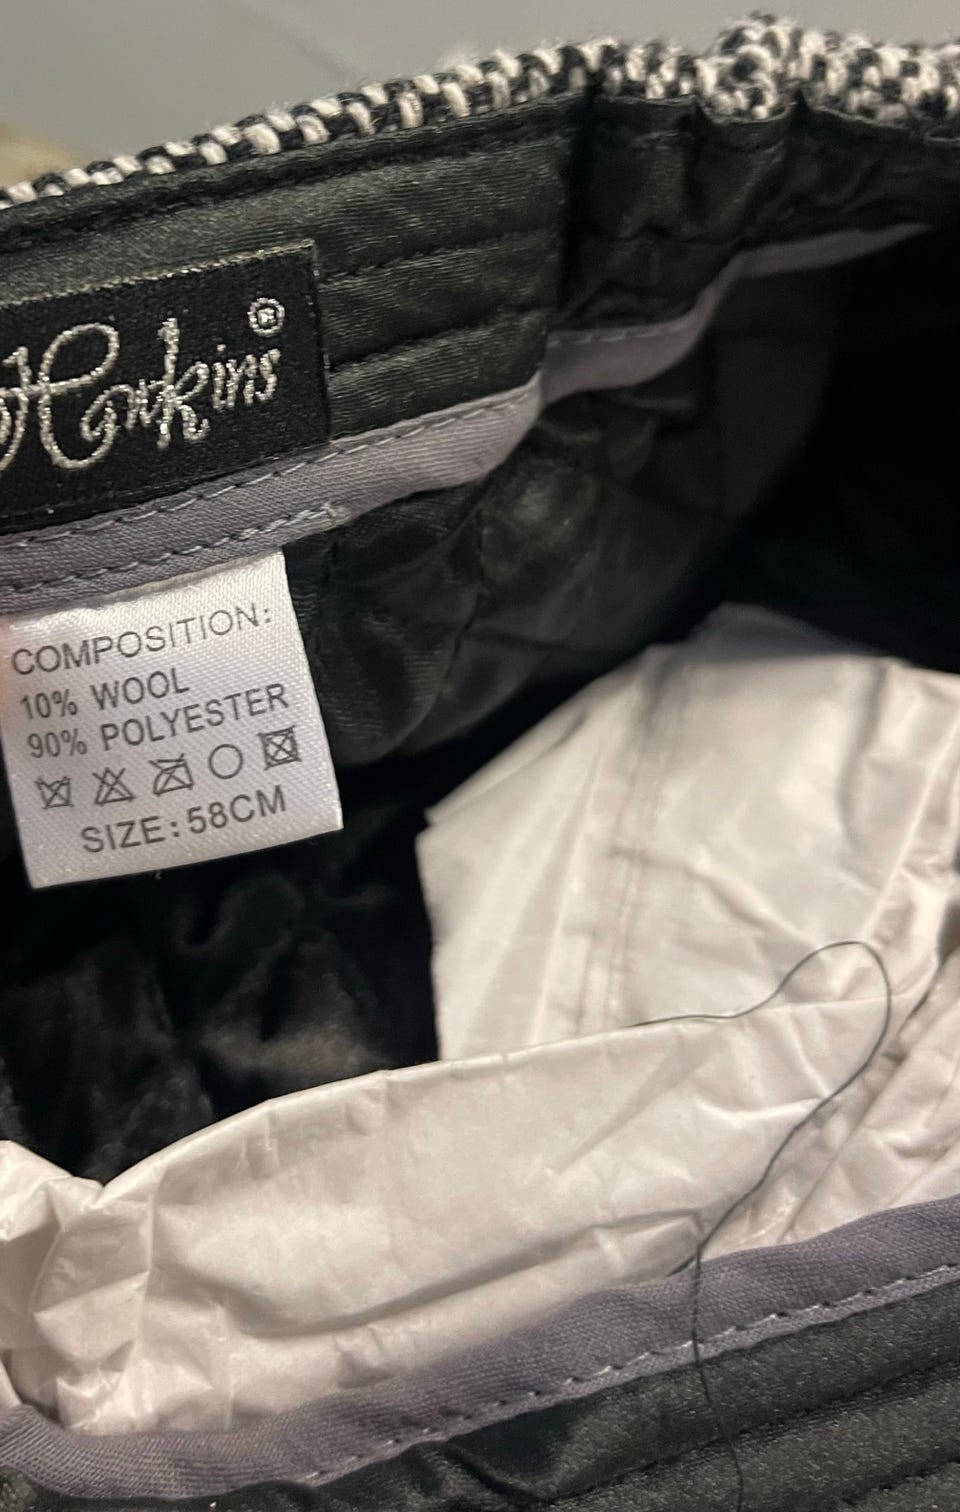 Hawkins®
COMPOSITION:
10% WOOL
90% POLYESTER
SIZE:58CM